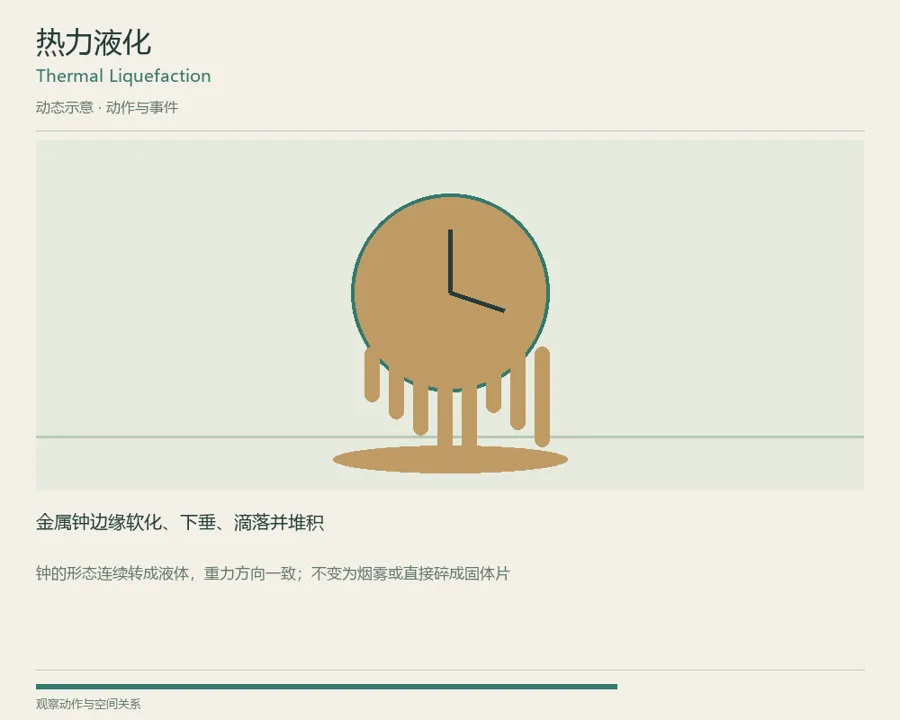 热力液化
Thermal Liquefaction
动态示意 · 动作与事件
金属钟边缘软化、下垂、滴落并堆积
钟的形态连续转成液体，重力方向一致；不变为烟雾或直接碎成固体片
观察动作与空间关系